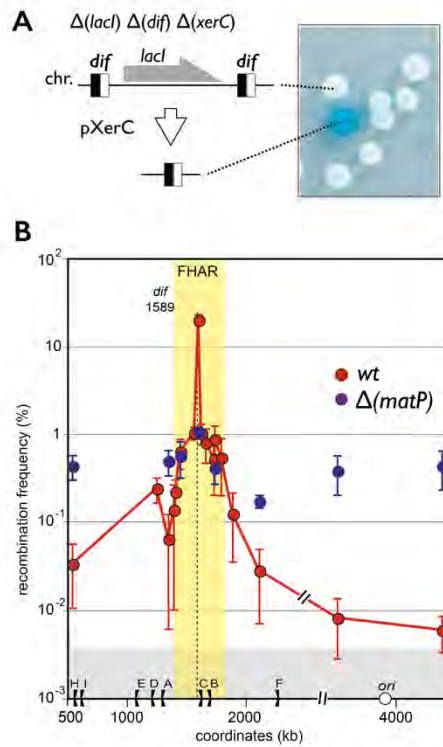 A
Δ(lacI) Δ(dif) Δ(xerC)
dif lacI dif
chr.
pXerC
B
FHAR
dif
1589
wt
Δ(matP)
recombination frequency (%)
10²
10
1
10⁻¹
10⁻²
10⁻³
H I E D A C B F ori
500 1000 2000 4000
coordinates (kb)